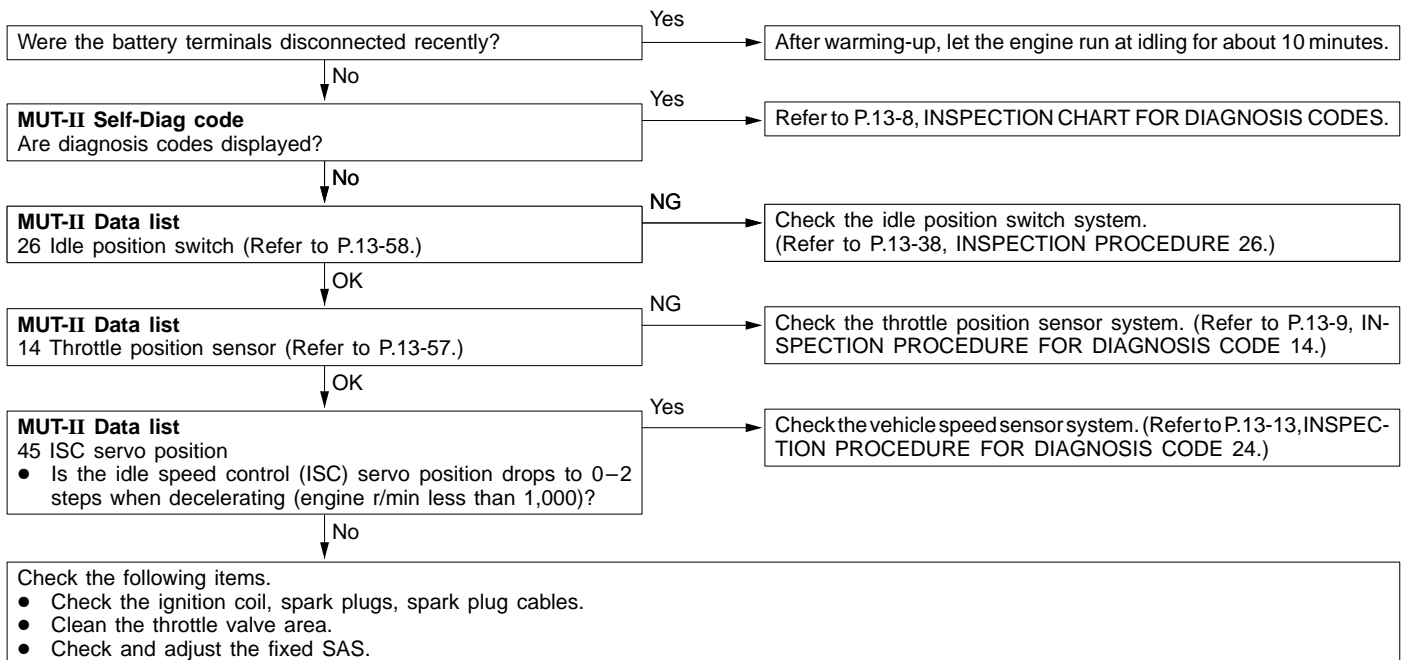 Yes
Were the battery terminals disconnected recently?
After warming-up, let the engine run at idling for about 10 minutes.
No
Yes
MUT-II Self-Diag code
Are diagnosis codes displayed?
Refer to P.13-8, INSPECTION CHART FOR DIAGNOSIS CODES.
No
NG
MUT-II Data list
26 Idle position switch (Refer to P.13-58.)
Check the idle position switch system.
(Refer to P.13-38, INSPECTION PROCEDURE 26.)
OK
NG
MUT-II Data list
14 Throttle position sensor (Refer to P.13-57.)
Check the throttle position sensor system. (Refer to P.13-9, IN-
SPECTION PROCEDURE FOR DIAGNOSIS CODE 14.)
OK
Yes
MUT-II Data list
45 ISC servo position
● Is the idle speed control (ISC) servo position drops to 0–2
steps when decelerating (engine r/min less than 1,000)?
Check the vehicle speed sensor system. (Refer to P.13-13, INSPEC-
TION PROCEDURE FOR DIAGNOSIS CODE 24.)
No
Check the following items.
● Check the ignition coil, spark plugs, spark plug cables.
● Clean the throttle valve area.
● Check and adjust the fixed SAS.